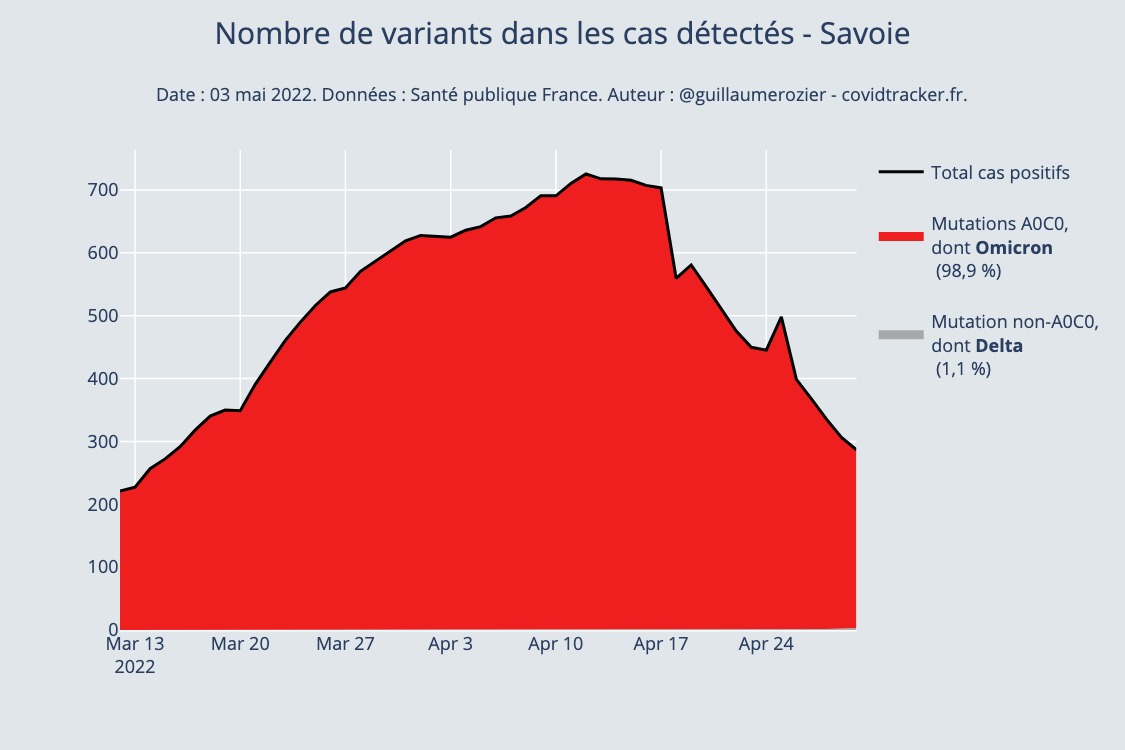 Nombre de variants dans les cas détectés - Savoie
Date : 03 mai 2022. Données : Santé publique France. Auteur : @guillaumerozier - covidtracker.fr.
Total cas positifs
Mutations A0C0,
dont Omicron
(98,9 %)
Mutation non-A0C0,
dont Delta
(1,1 %)
700
600
500
400
300
200
100
0
Mar 13 Mar 20 Mar 27 Apr 3 Apr 10 Apr 17 Apr 24
2022